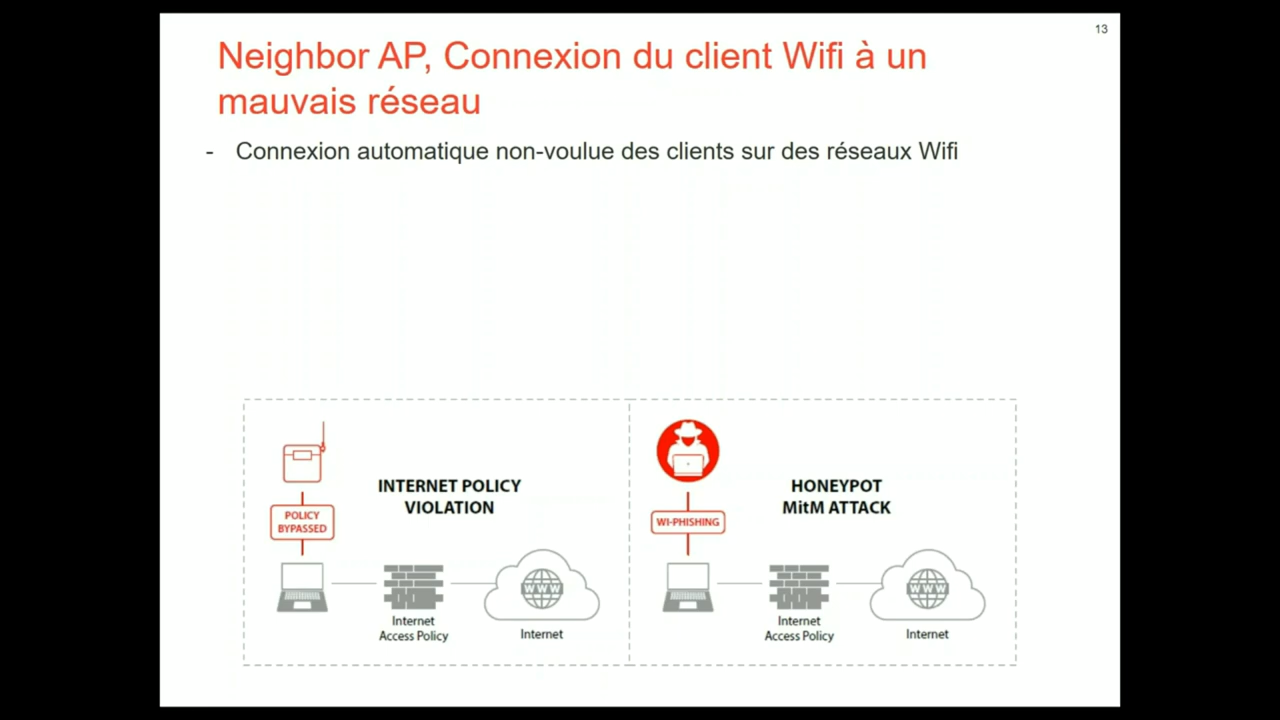 13
Neighbor AP, Connexion du client Wifi à un
mauvais réseau
- Connexion automatique non-voulue des clients sur des réseaux Wifi
INTERNET POLICY
VIOLATION
POLICY
BYPASSED
WWW
Internet
Access Policy
Internet
HONEYPOT
MitM ATTACK
WI-PHISHING
WWW
Internet
Access Policy
Internet